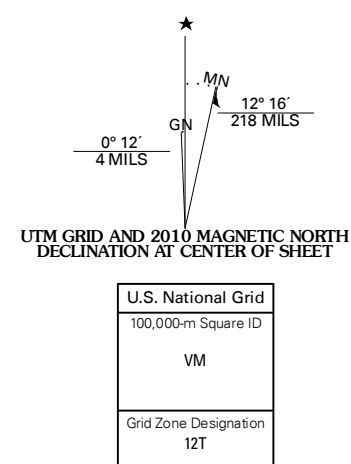 ★
MN
GN
12° 16´
218 MILS
0° 12´
4 MILS
UTM GRID AND 2010 MAGNETIC NORTH
DECLINATION AT CENTER OF SHEET
U.S. National Grid
100,000-m Square ID
VM
Grid Zone Designation
12T